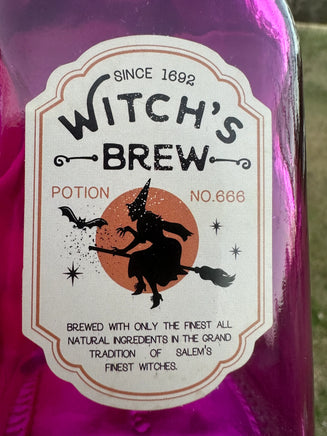 SINCE 1692
WITCH'S
BREW
POTION NO.666
BREWED WITH ONLY THE FINEST ALL
NATURAL INGREDIENTS IN THE GRAND
TRADITION OF SALEM'S
FINEST WITCHES.